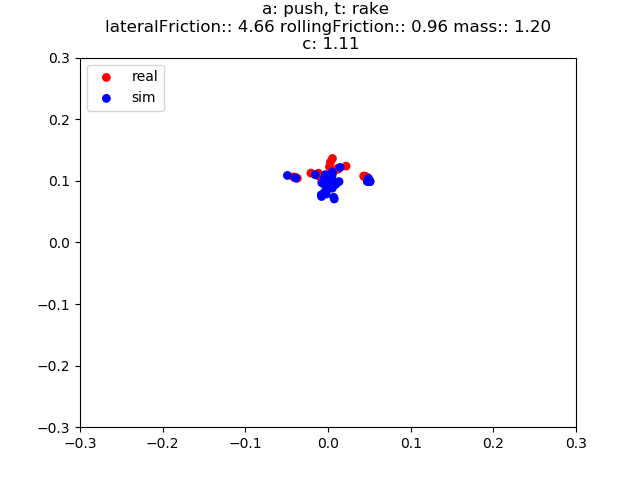 a: push, t: rake
lateralFriction:: 4.66 rollingFriction:: 0.96 mass:: 1.20
c: 1.11
real
sim
0.3
0.2
0.1
0.0
−0.1
−0.2
−0.3
−0.3 −0.2 −0.1 0.0 0.1 0.2 0.3